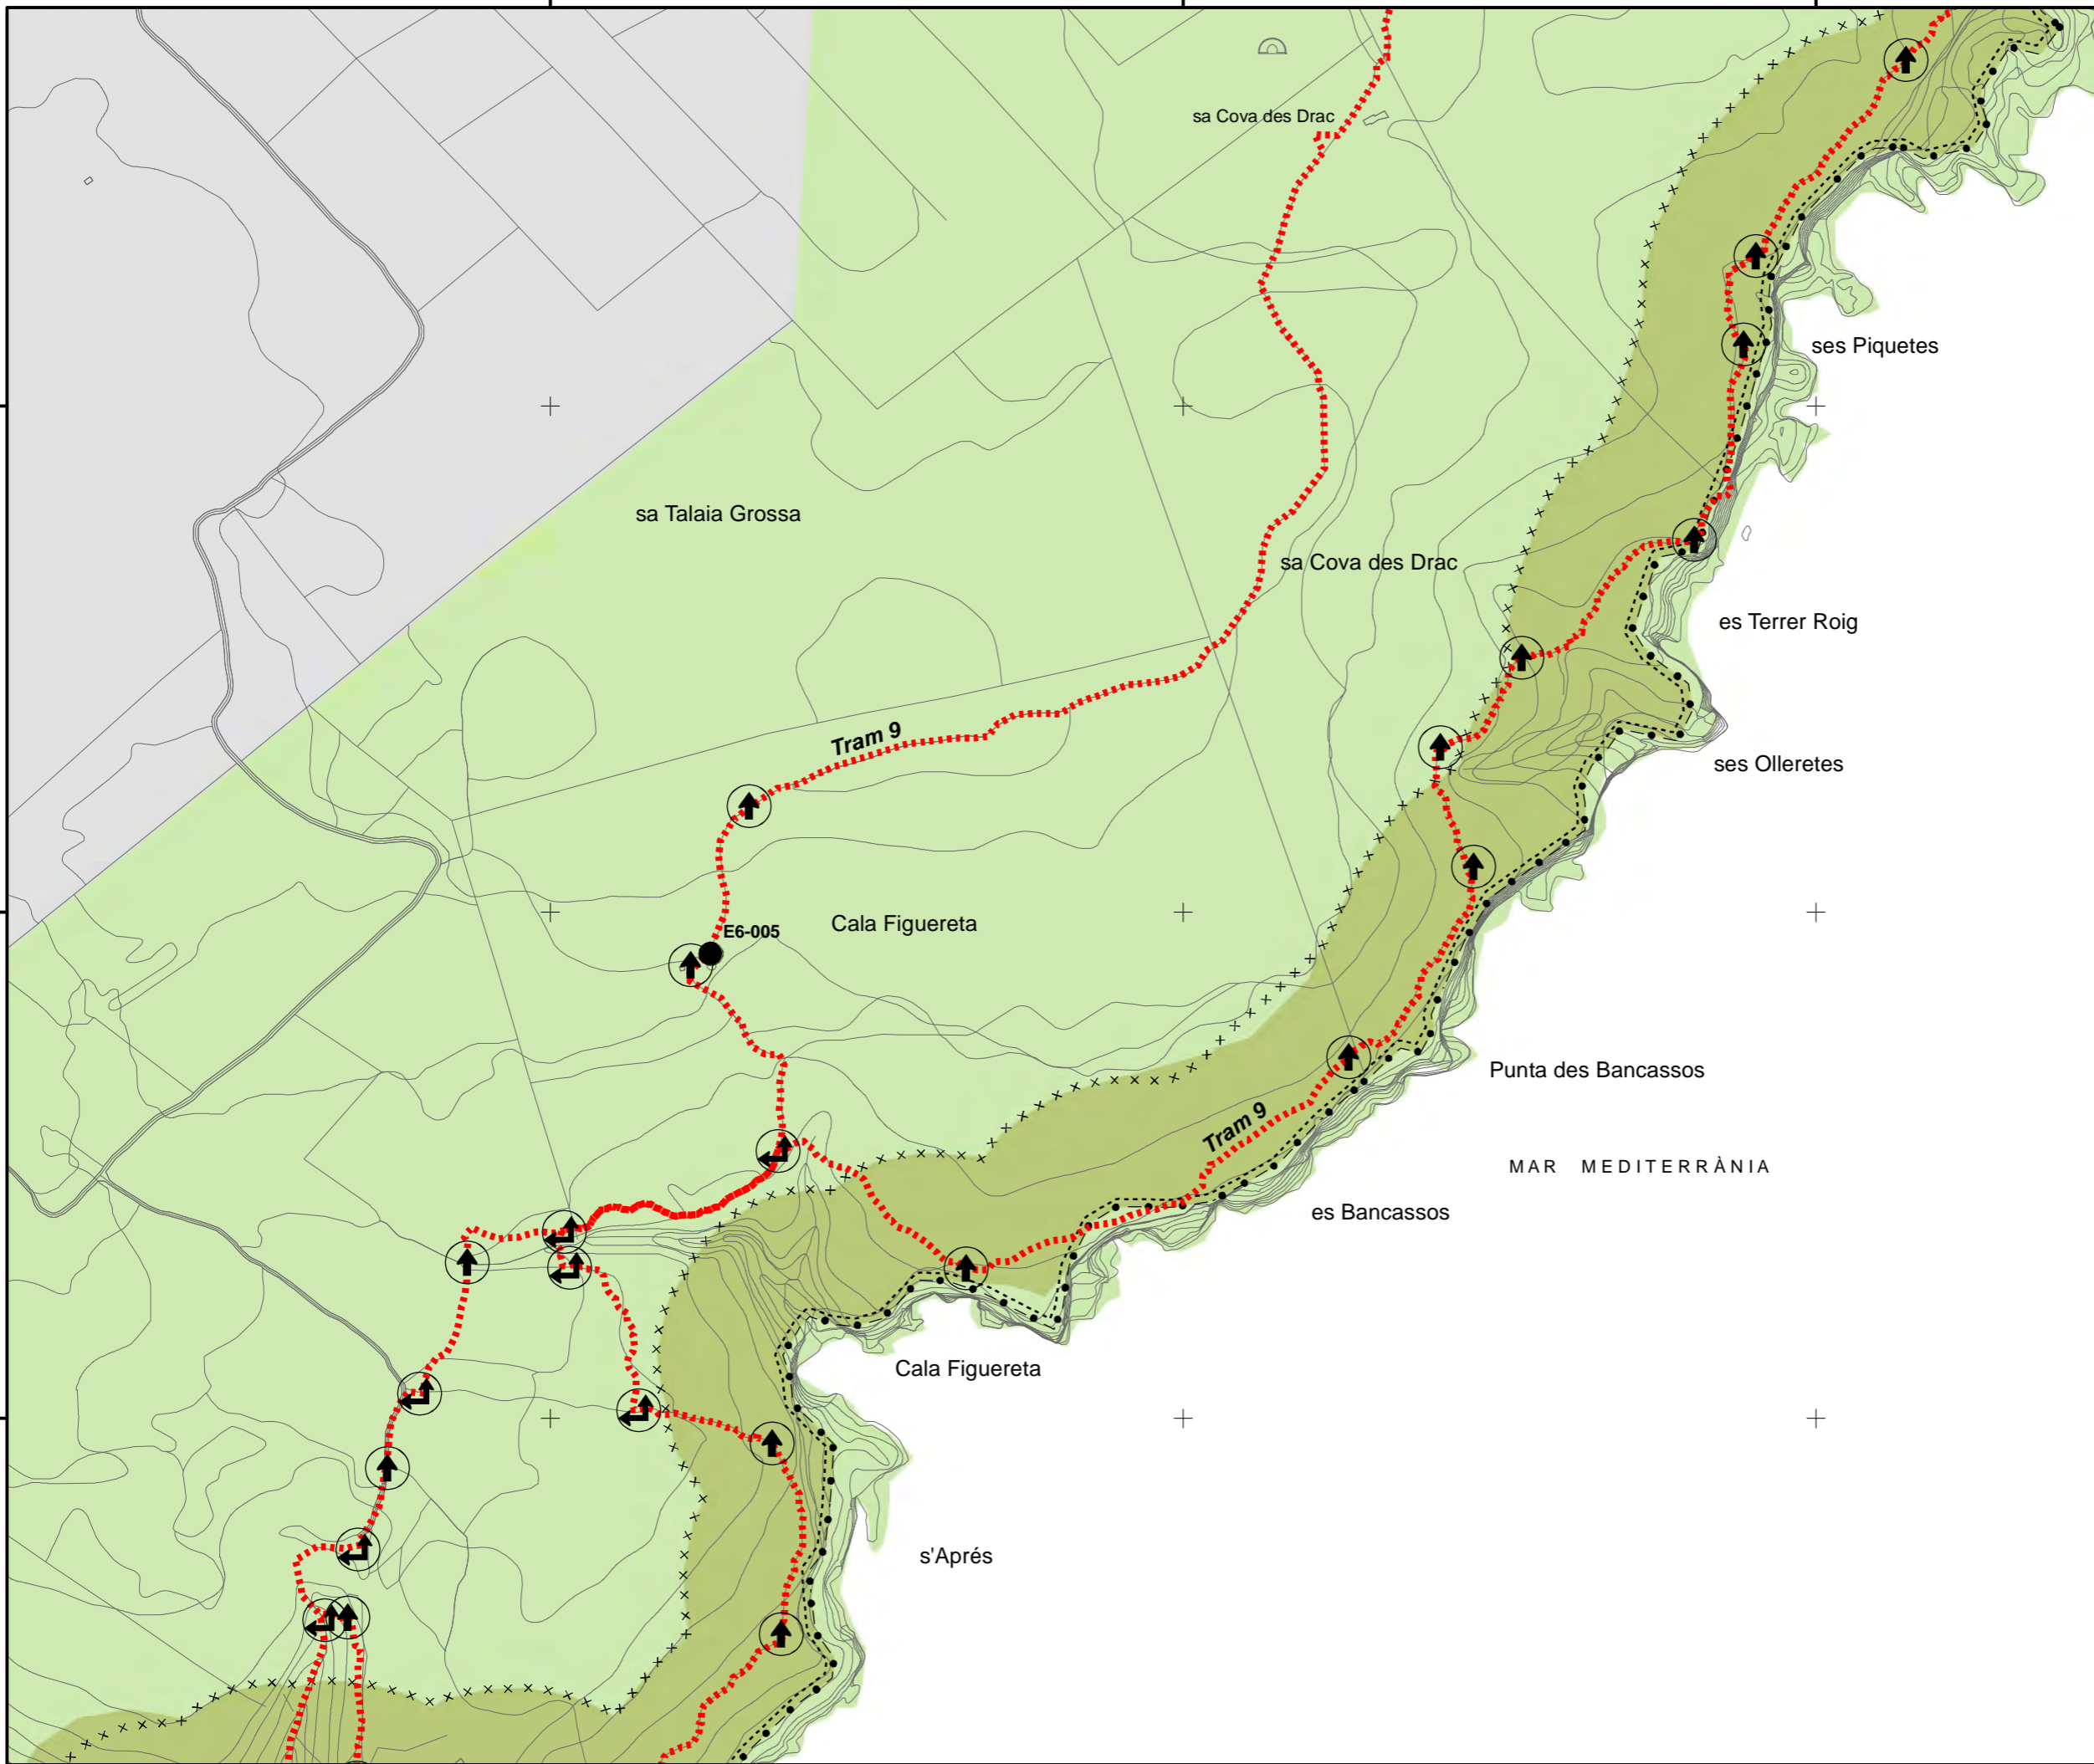 sa Cova des Drac
ses Piquetes
sa Talaia Grossa
sa Cova des Drac
es Terrer Roig
Tram 9
ses Olleretes
E6-005
Cala Figuereta
Punta des Bancassos
Tram 9
MAR MEDITERRÀNIA
es Bancassos
Cala Figuereta
s'Aprés